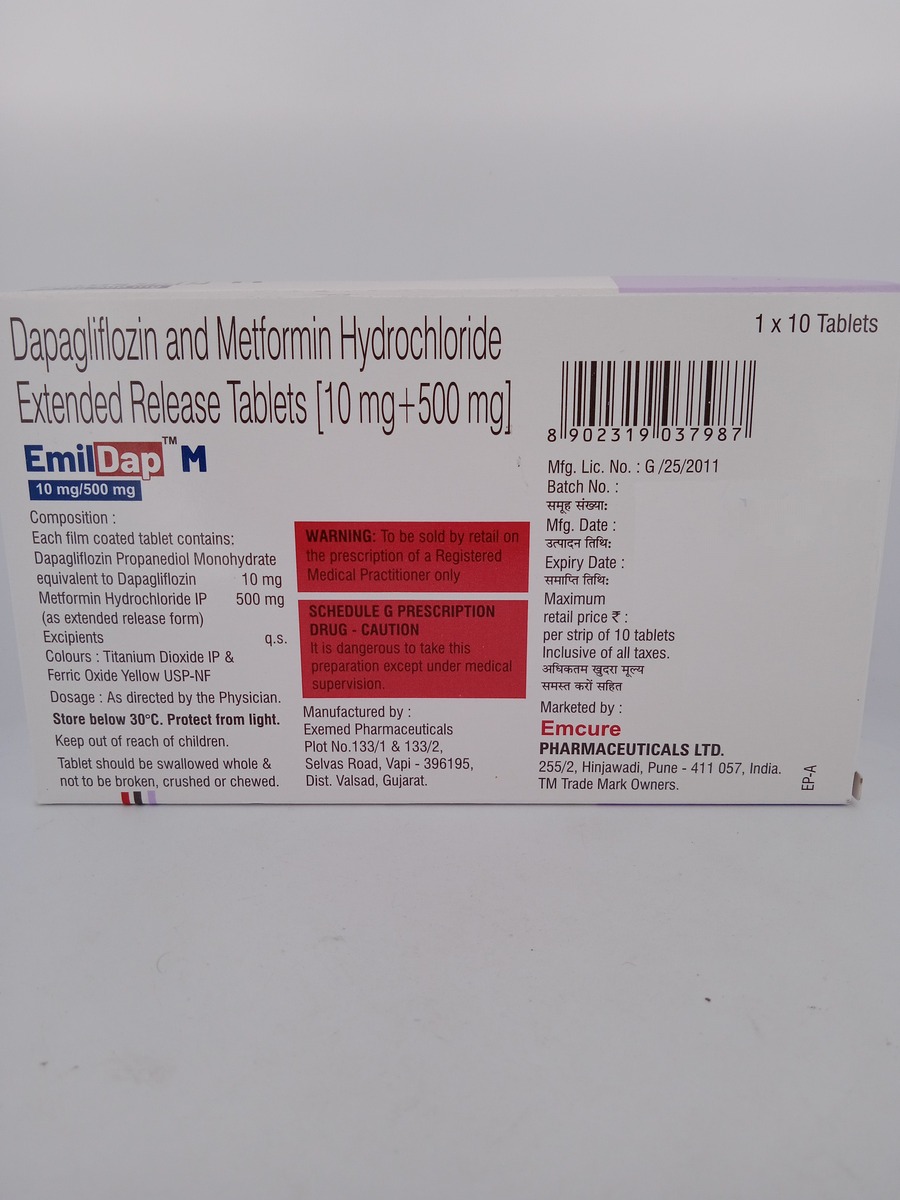 Dapagliflozin and Metformin Hydrochloride
Extended Release Tablets [10 mg+500 mg]
EmilDap™ M
10 mg/500 mg
Composition :
Each film coated tablet contains:
Dapagliflozin Propanediol Monohydrate
equivalent to Dapagliflozin 10 mg
Metformin Hydrochloride IP 500 mg
(as extended release form)
Excipients q.s.
Colours : Titanium Dioxide IP &
Ferric Oxide Yellow USP-NF
Dosage : As directed by the Physician.
Store below 30°C. Protect from light.
Keep out of reach of children.
Tablet should be swallowed whole &
not to be broken, crushed or chewed.
WARNING: To be sold by retail on
the prescription of a Registered
Medical Practitioner only
SCHEDULE G PRESCRIPTION
DRUG - CAUTION
It is dangerous to take this
preparation except under medical
supervision.
Manufactured by :
Exemed Pharmaceuticals
Plot No.133/1 & 133/2,
Selvas Road, Vapi - 396195,
Dist. Valsad, Gujarat.
1 x 10 Tablets
8 902319 037987
Mfg. Lic. No. : G /25/2011
Batch No. :
समूह संख्या:
Mfg. Date :
उत्पादन तिथि:
Expiry Date :
समाप्ति तिथि:
Maximum
retail price ₹ :
per strip of 10 tablets
Inclusive of all taxes.
अधिकतम खुदरा मूल्य
समस्त करों सहित
Marketed by :
Emcure
PHARMACEUTICALS LTD.
255/2, Hinjawadi, Pune - 411 057, India.
TM Trade Mark Owners.
EP-A